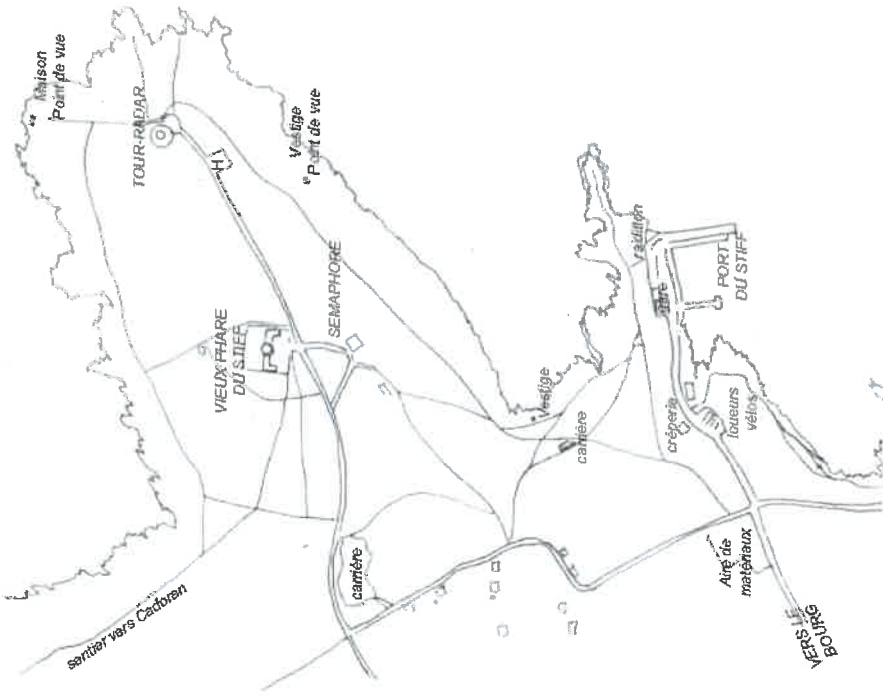 Maison
Point de vue
TOUR-RADAR
H
Vestige
Point de vue
VIEUX PHARE
DU STIFF
SEMAPHORE
raidillon
PORT
DU STIFF
Vestige
carrière
crêperie
loueurs
vélos
carrière
Aire de
matériaux
sentier vers Cadoran
VERS LE
BOURG